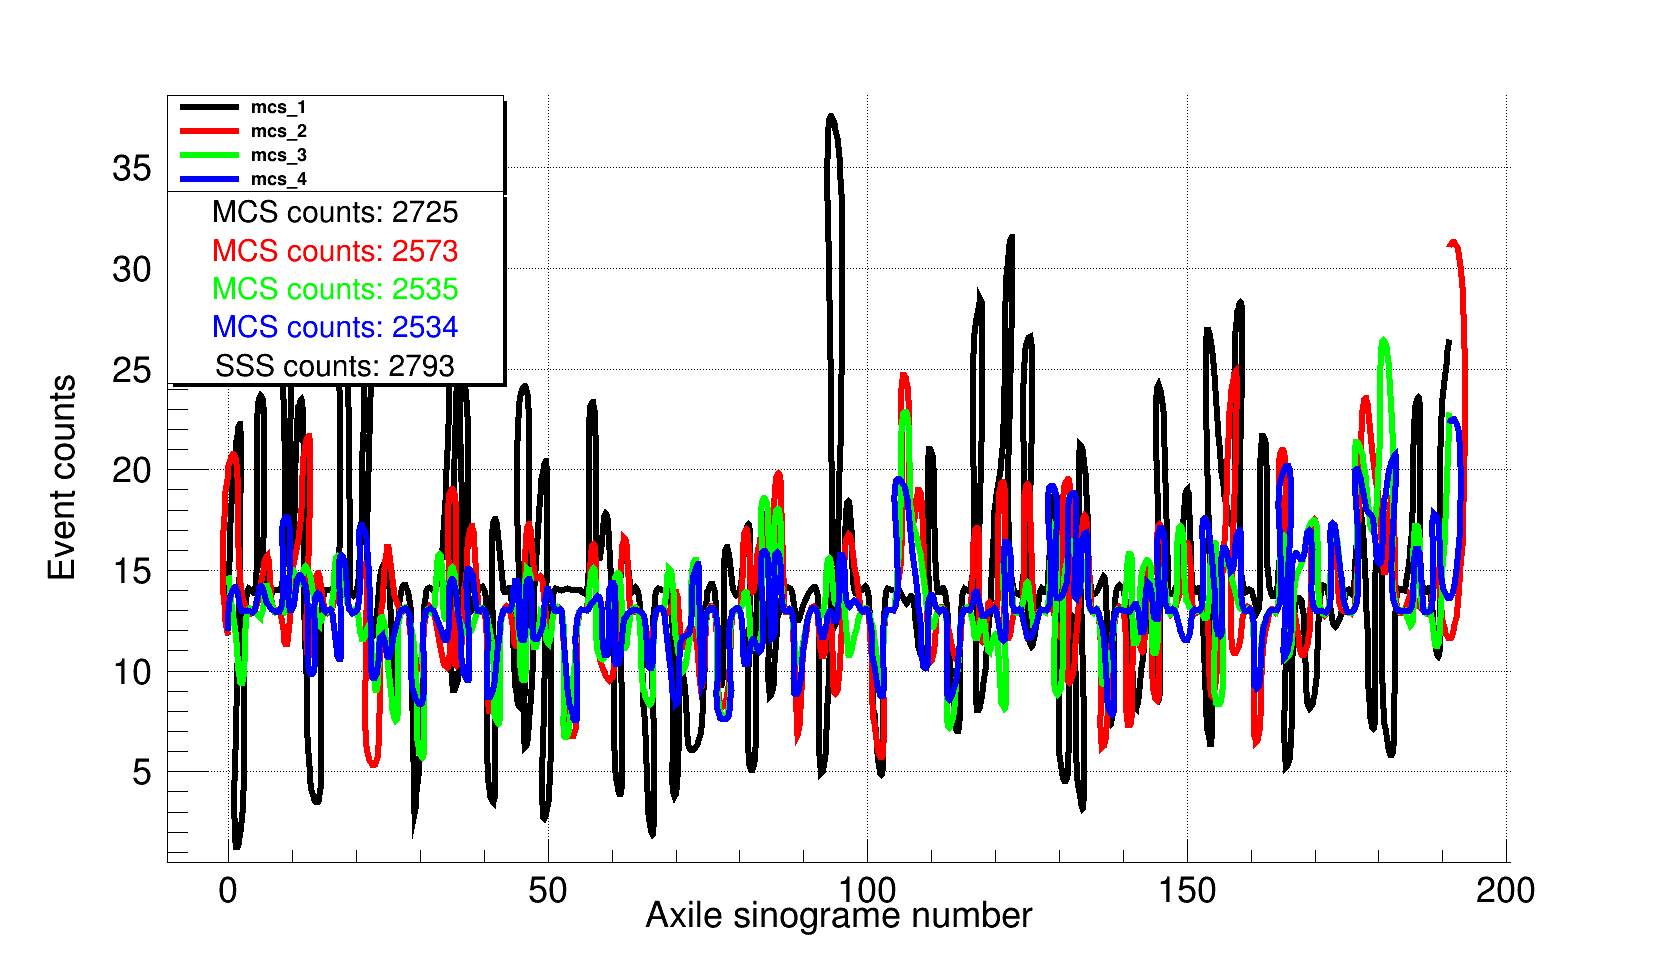 mcs_1
mcs_2
mcs_3
mcs_4
MCS counts: 2725
MCS counts: 2573
MCS counts: 2535
MCS counts: 2534
SSS counts: 2793
35
30
25
20
15
10
5
Event counts
0 50 100 150 200
Axile sinograme number